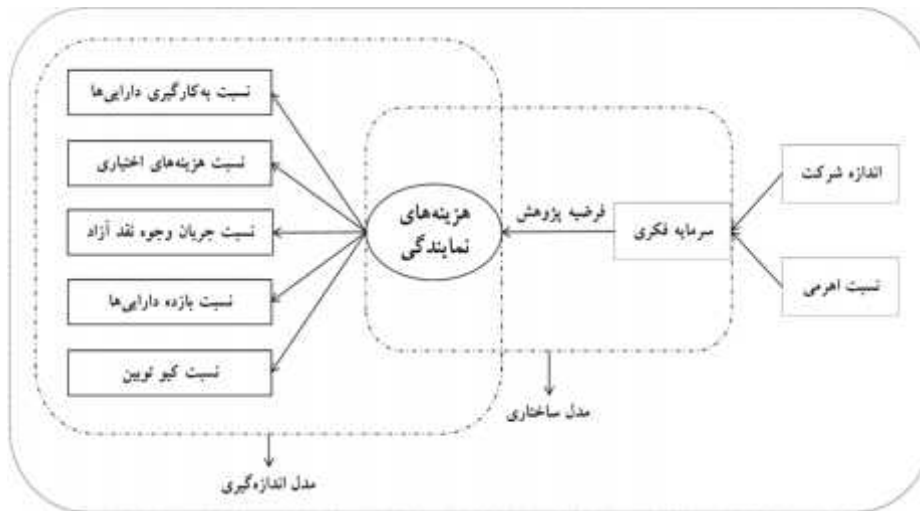 اندازه شرکت
نسبت اهرمی
سرمایه فکری
فرضیه پژوهش
هزینه‌های
نمایندگی
نسبت به‌کارگیری دارایی‌ها
نسبت هزینه‌های اختیاری
نسبت جریان وجوه نقد آزاد
نسبت بازده دارایی‌ها
نسبت کیو توبین
مدل ساختاری
مدل اندازه‌گیری